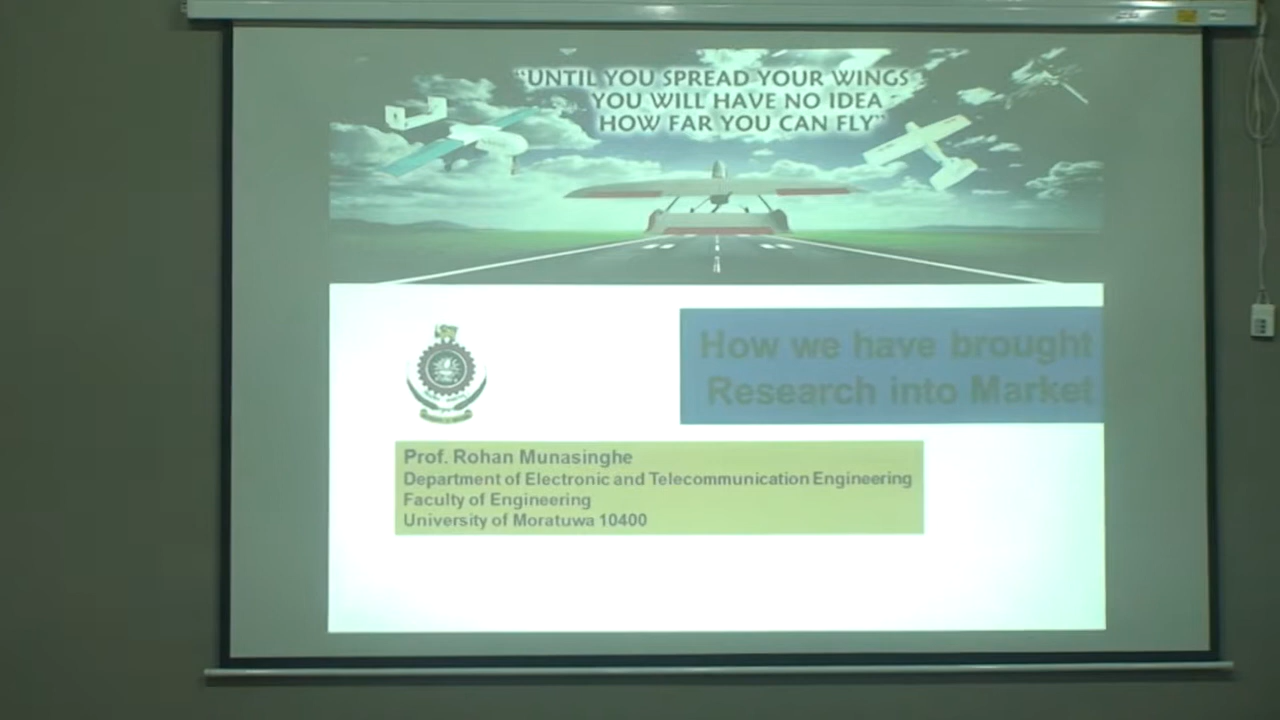 "UNTIL YOU SPREAD YOUR WINGS
YOU WILL HAVE NO IDEA
HOW FAR YOU CAN FLY"
How we have brought
Research into Market
Prof. Rohan Munasinghe
Department of Electronic and Telecommunication Engineering
Faculty of Engineering
University of Moratuwa 10400